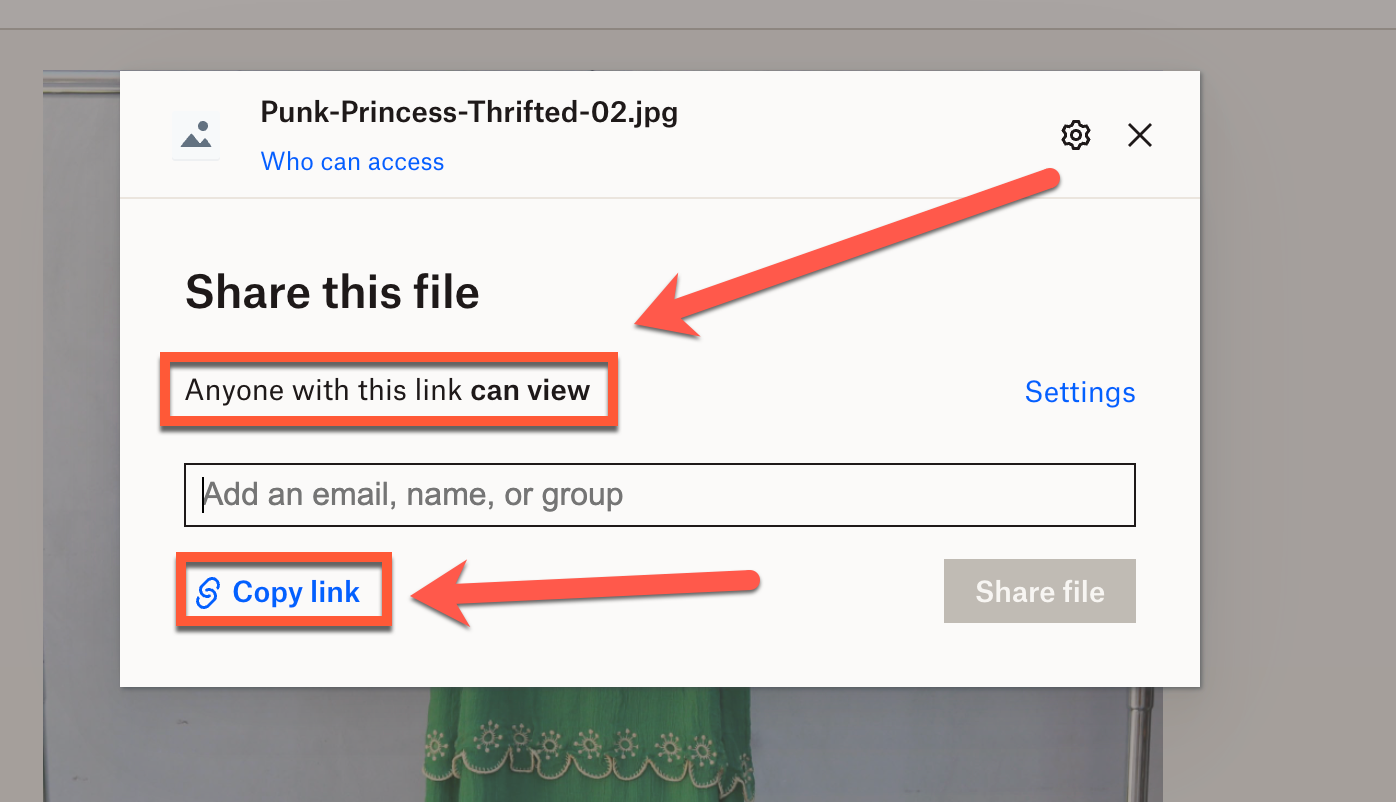 Punk-Princess-Thrifted-02.jpg
Who can access
Share this file
Anyone with this link can view
Settings
Add an email, name, or group
Copy link
Share file